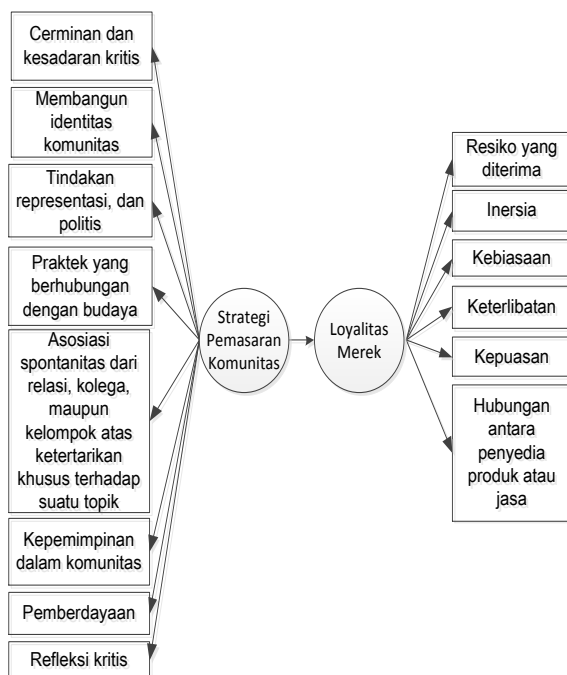 Cerminan dan
kesadaran kritis
Membangun
identitas
komunitas
Tindakan
representasi, dan
politis
Praktek yang
berhubungan
dengan budaya
Asosiasi
spontanitas dari
relasi, kolega,
maupun
kelompok atas
ketertarikan
khusus terhadap
suatu topik
Kepemimpinan
dalam komunitas
Pemberdayaan
Refleksi kritis
Strategi
Pemasaran
Komunitas
Loyalitas
Merek
Resiko yang
diterima
Inersia
Kebiasaan
Keterlibatan
Kepuasan
Hubungan
antara
penyedia
produk atau
jasa